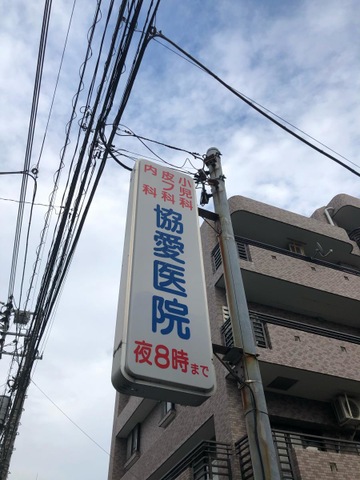 小児科
皮フ科
内科
協愛医院
夜8時まで